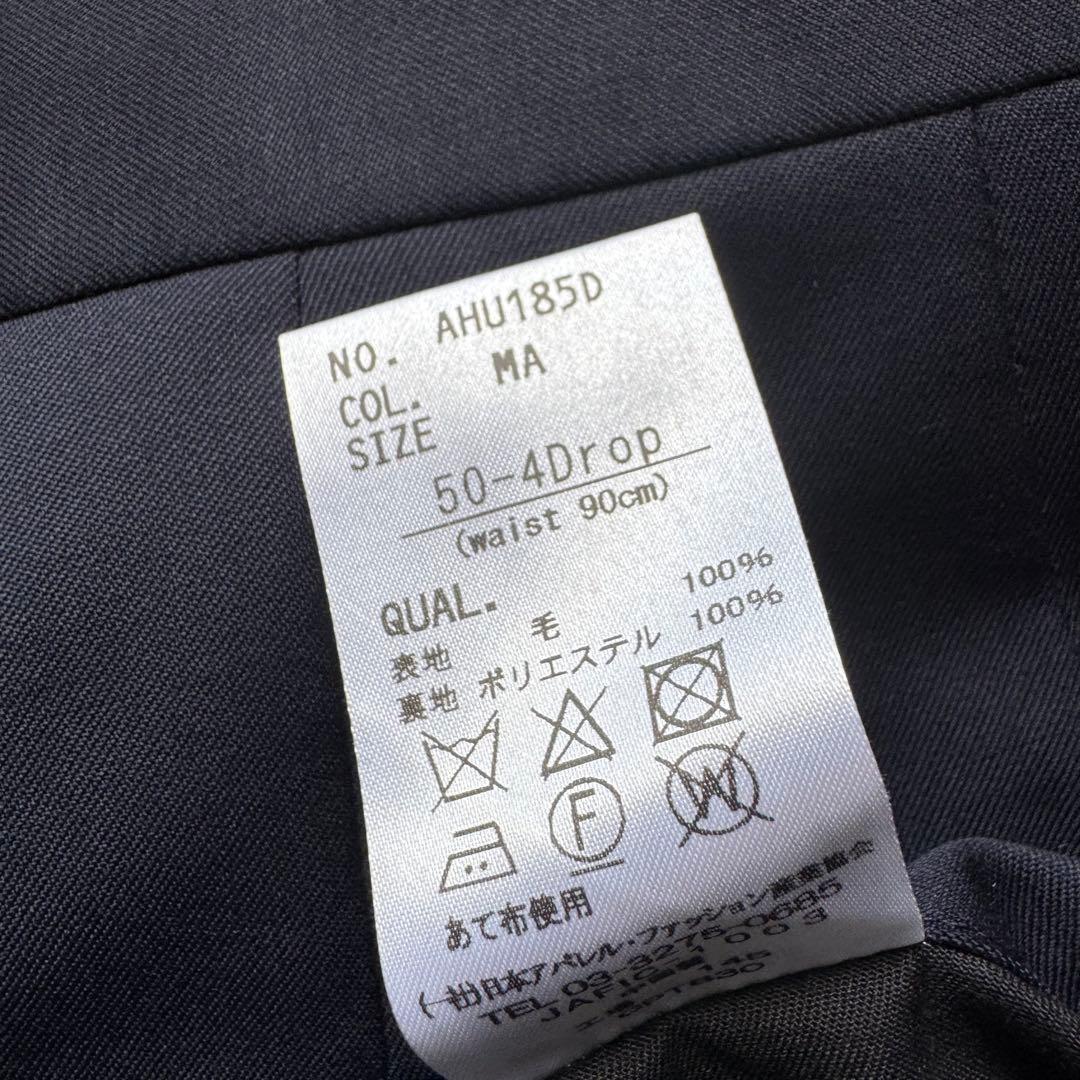 NO. AHU185D
COL. MA
SIZE
50-4Drop
(waist 90cm)
QUAL.
表地 毛 100%
裏地 ポリエステル 100%
F
W
あて布使用
(一社)日本アパレル・ファッション産業協会
TEL 03-3275-0685